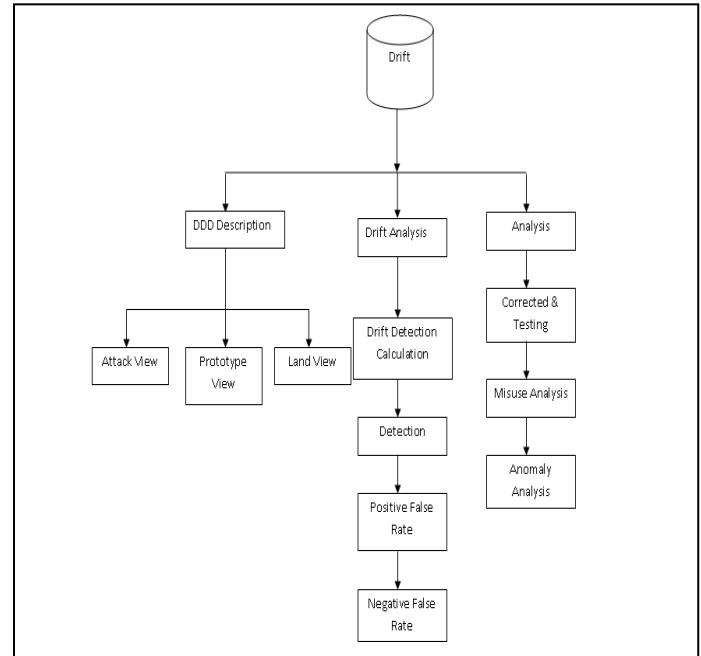 Drift
DDD Description
Drift Analysis
Analysis
Attack View
Prototype
View
Land View
Drift Detection
Calculation
Corrected &
Testing
Detection
Misuse Analysis
Positive False
Rate
Anomaly
Analysis
Negative False
Rate